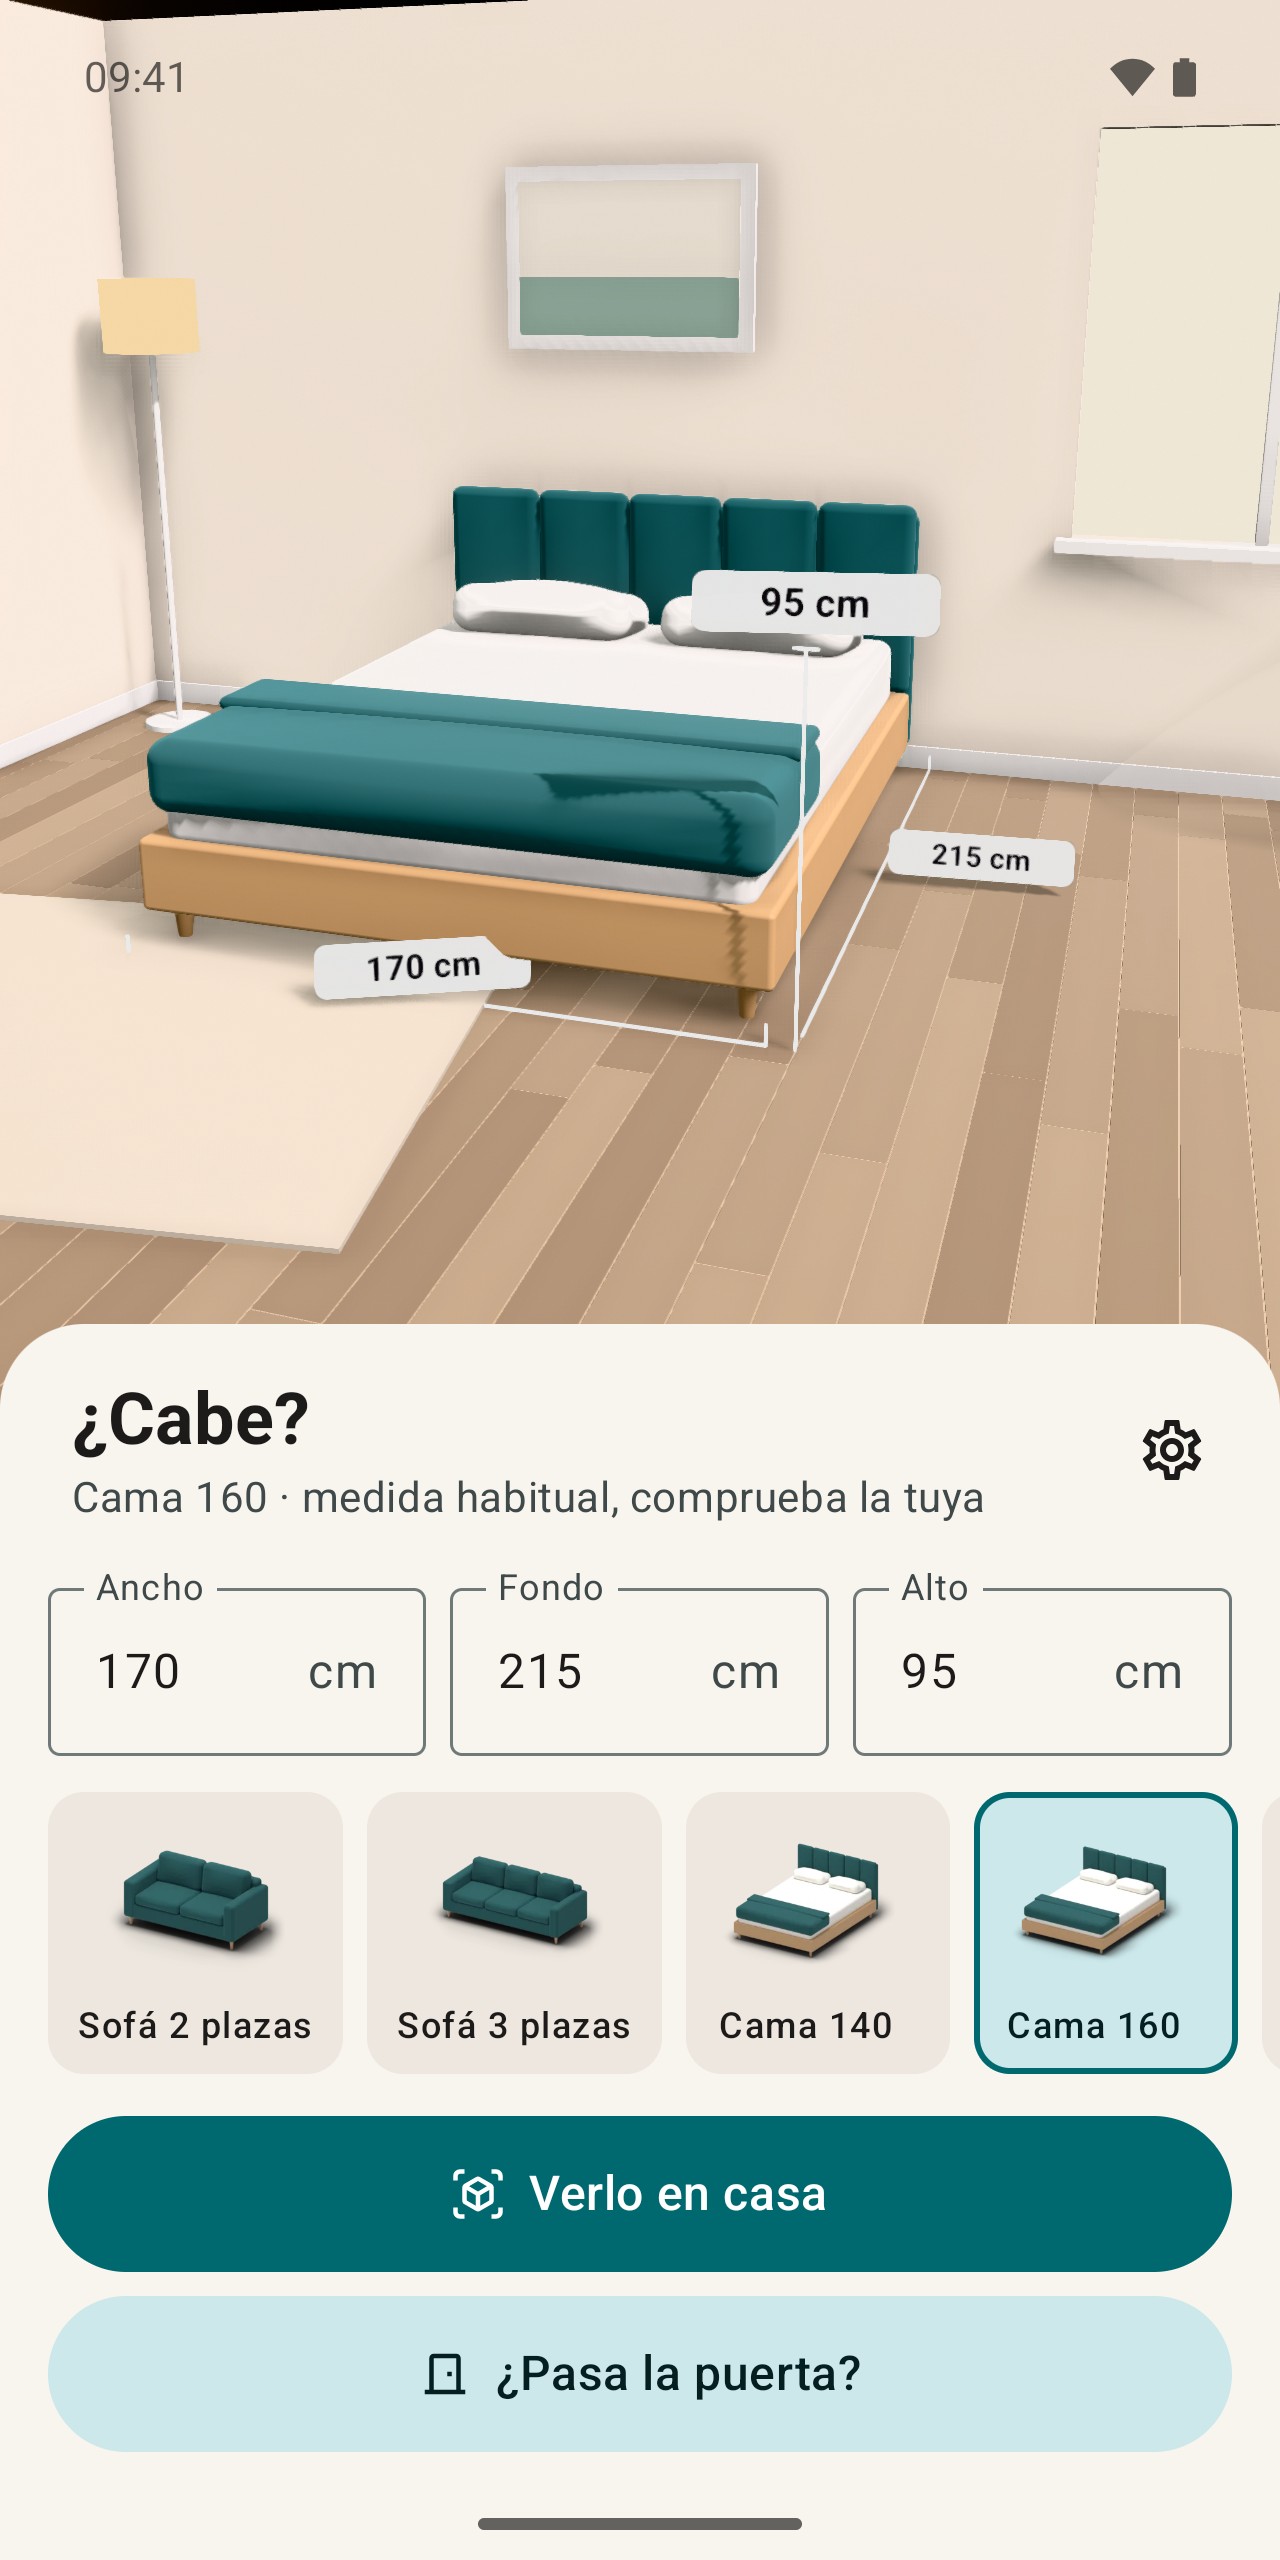 09:41
95 cm
215 cm
170 cm
¿Cabe?
Cama 160 · medida habitual, comprueba la tuya
Ancho
Fondo
Alto
170 cm
215 cm
95 cm
Sofá 2 plazas
Sofá 3 plazas
Cama 140
Cama 160
Verlo en casa
¿Pasa la puerta?